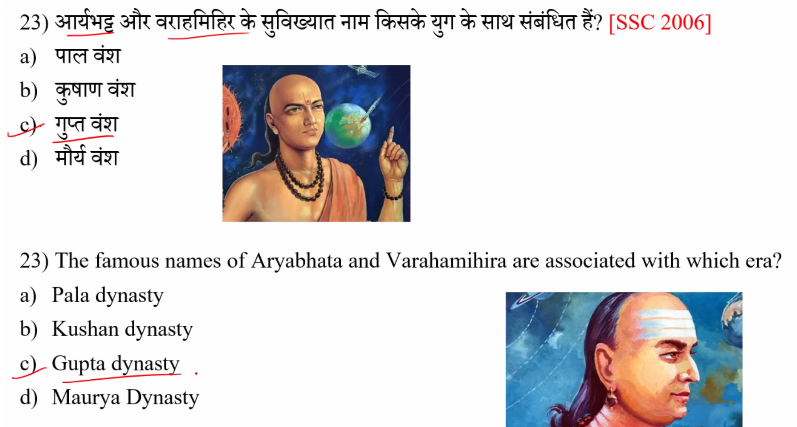 23) आर्यभट्ट और वराहमिहिर के सुविख्यात नाम किसके युग के साथ संबंधित हैं? [SSC 2006]
a) पाल वंश
b) कुषाण वंश
c) गुप्त वंश
d) मौर्य वंश
23) The famous names of Aryabhata and Varahamihira are associated with which era?
a) Pala dynasty
b) Kushan dynasty
c) Gupta dynasty
d) Maurya Dynasty